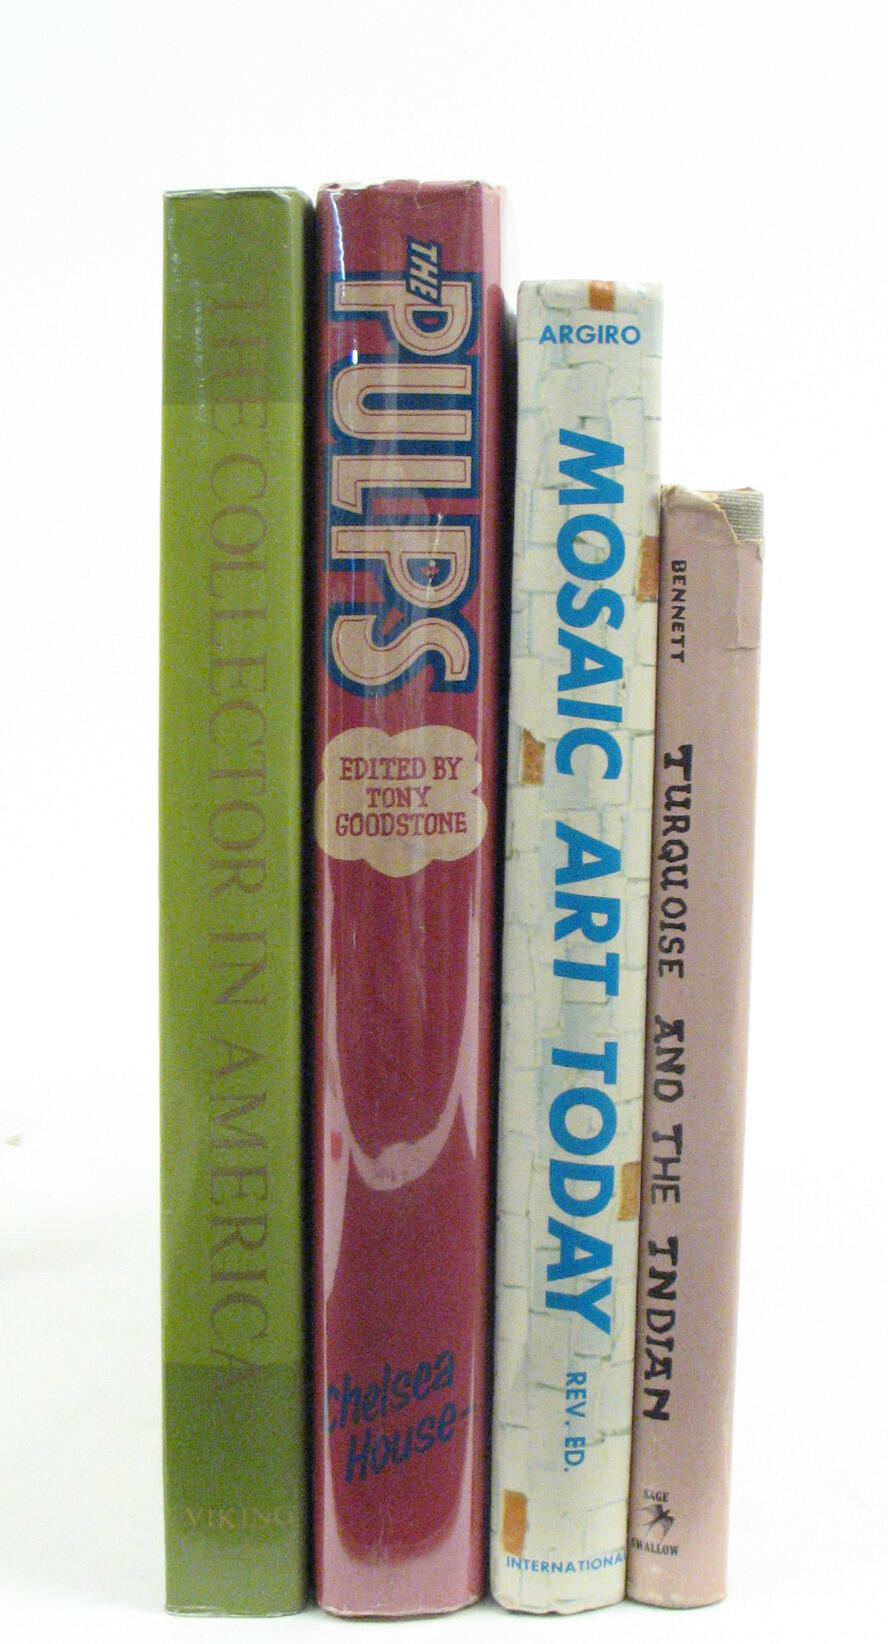 THE COLLECTOR IN AMERICA
VIKING
THE
PULPS
EDITED BY
TONY
GOODSTONE
Chelsea
House
ARGIRO
MOSAIC ART TODAY
REV. ED.
INTERNATIONAL
BENNETT
TURQUOISE AND THE INDIAN
SAGE
SWALLOW